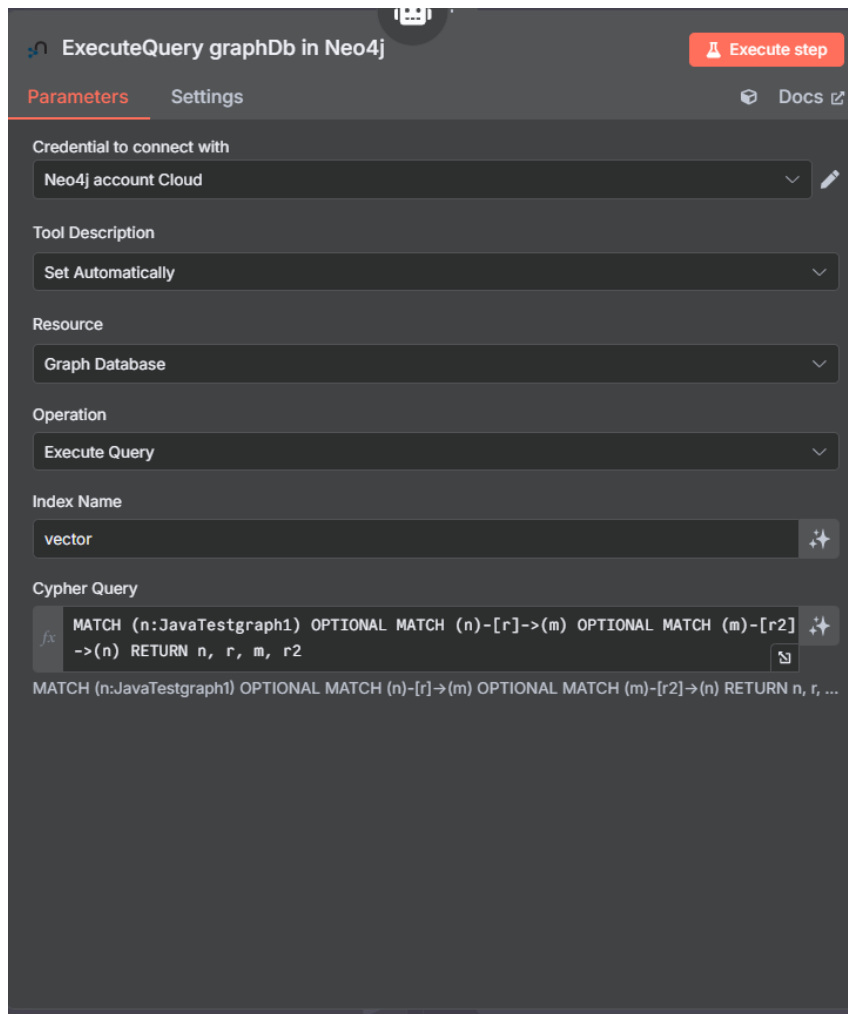 ExecuteQuery graphDb in Neo4j
Execute step
Parameters
Settings
Docs
Credential to connect with
Neo4j account Cloud
Tool Description
Set Automatically
Resource
Graph Database
Operation
Execute Query
Index Name
vector
Cypher Query
fx
MATCH (n:JavaTestgraph1) OPTIONAL MATCH (n)-[r]->(m) OPTIONAL MATCH (m)-[r2]
->(n) RETURN n, r, m, r2
MATCH (n:JavaTestgraph1) OPTIONAL MATCH (n)-[r]→(m) OPTIONAL MATCH (m)-[r2]→(n) RETURN n, r, ...